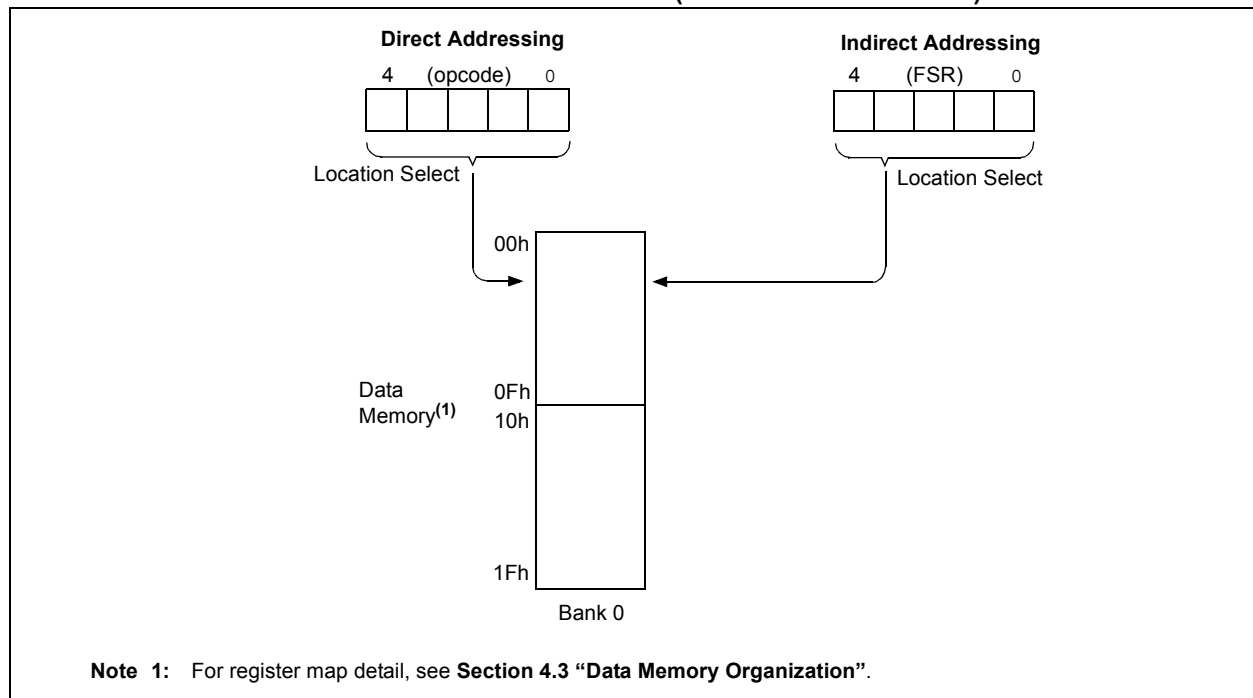 Direct Addressing
4 (opcode) 0
Location Select
Indirect Addressing
4 (FSR) 0
Location Select
00h
0Fh
10h
1Fh
Data
Memory(1)
Bank 0
Note 1: For register map detail, see Section 4.3 “Data Memory Organization”.